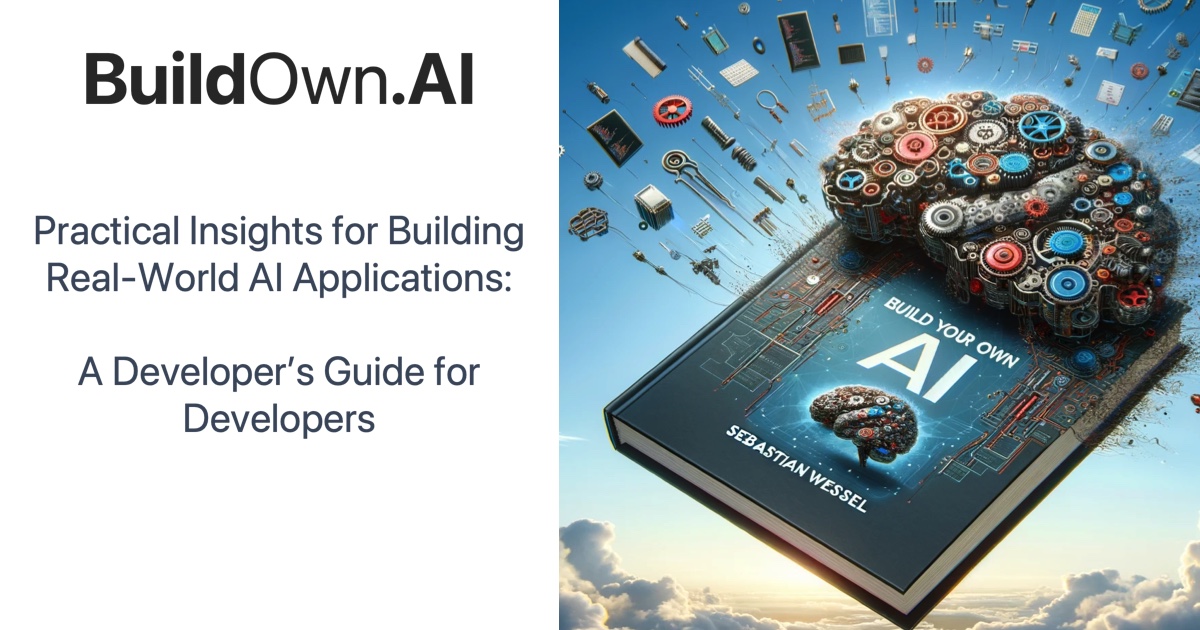 BuildOwn.AI
Practical Insights for Building
Real-World AI Applications:
A Developer’s Guide for
Developers
BUILD YOUR OWN
AI
SEBASTIAN WESSEL